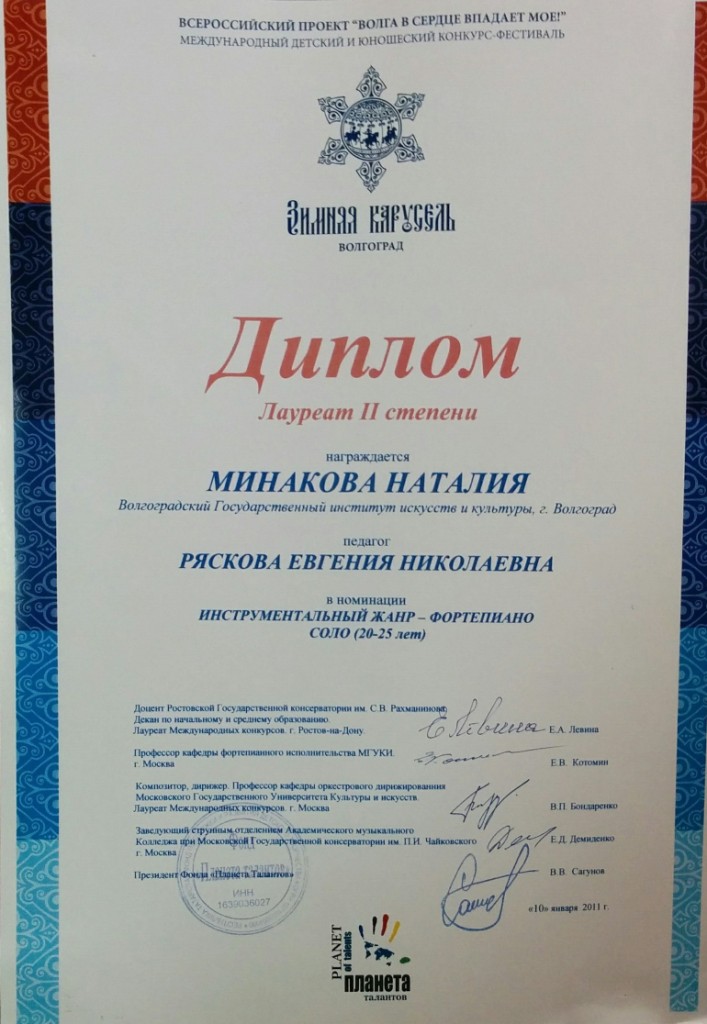 ВСЕРОССИЙСКИЙ ПРОЕКТ "ВОЛГА В СЕРДЦЕ ВПАДАЕТ МОЕ!"
МЕЖДУНАРОДНЫЙ ДЕТСКИЙ И ЮНОШЕСКИЙ КОНКУРС-ФЕСТИВАЛЬ
ЗИМНЯЯ КАРУСЕЛЬ
ВОЛГОГРАД
Диплом
Лауреат II степени
награждается
МИНАКОВА НАТАЛИЯ
Волгоградский Государственный институт искусств и культуры, г. Волгоград
педагог
РЯСКОВА ЕВГЕНИЯ НИКОЛАЕВНА
в номинации
ИНСТРУМЕНТАЛЬНЫЙ ЖАНР – ФОРТЕПИАНО
СОЛО (20-25 лет)
Доцент Ростовской Государственной консерватории им. С.В. Рахманинова,
Декан по начальному и среднему образованию.
Лауреат Международных конкурсов. г. Ростов-на-Дону.
Е.А. Левина
Профессор кафедры фортепианного исполнительства МГУКИ.
г. Москва
Е.В. Котомин
Композитор, дирижер. Профессор кафедры оркестрового дирижирования
Московского Государственного Университета Культуры и искусств.
Лауреат Международных конкурсов. г. Москва
В.П. Бондаренко
Заведующий струнным отделением Академического музыкального
Колледжа при Московской Государственной консерватории им. П.И. Чайковского
г. Москва
Е.Д. Демиденко
Президент Фонда «Планета Талантов»
В.В. Сагунов
Фонд
«Планета талантов»
ИНН
1639036027
«10» января 2011 г.
PLANET
of talents
планета
талантов